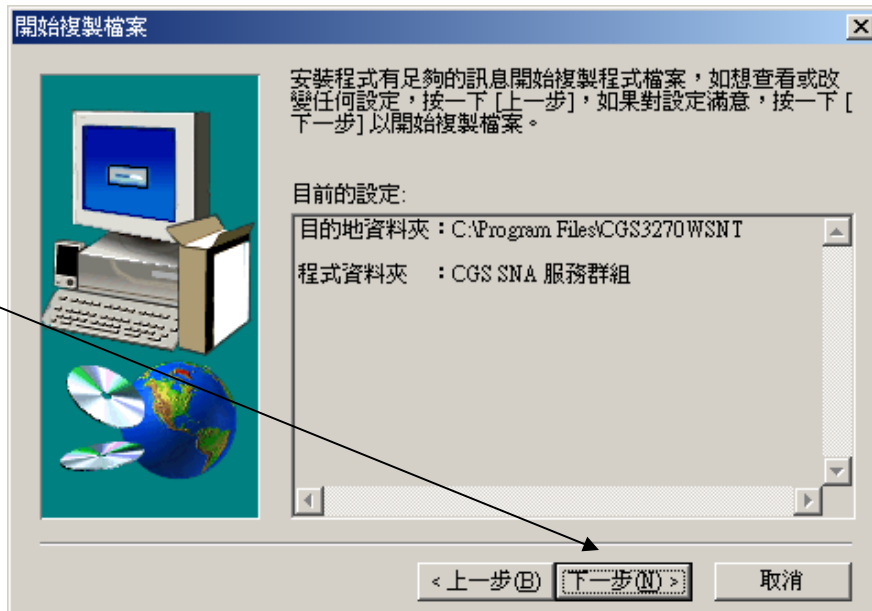 開始複製檔案
安裝程式有足夠的訊息開始複製程式檔案，如想查看或改
變任何設定，按一下 [上一步]，如果對設定滿意，按一下 [
下一步] 以開始複製檔案。
目前的設定:
目的地資料夾：C:\Program Files\CGS3270WSNT
程式資料夾　：CGS SNA 服務群組
< 上一步(B)
下一步(N) >
取消